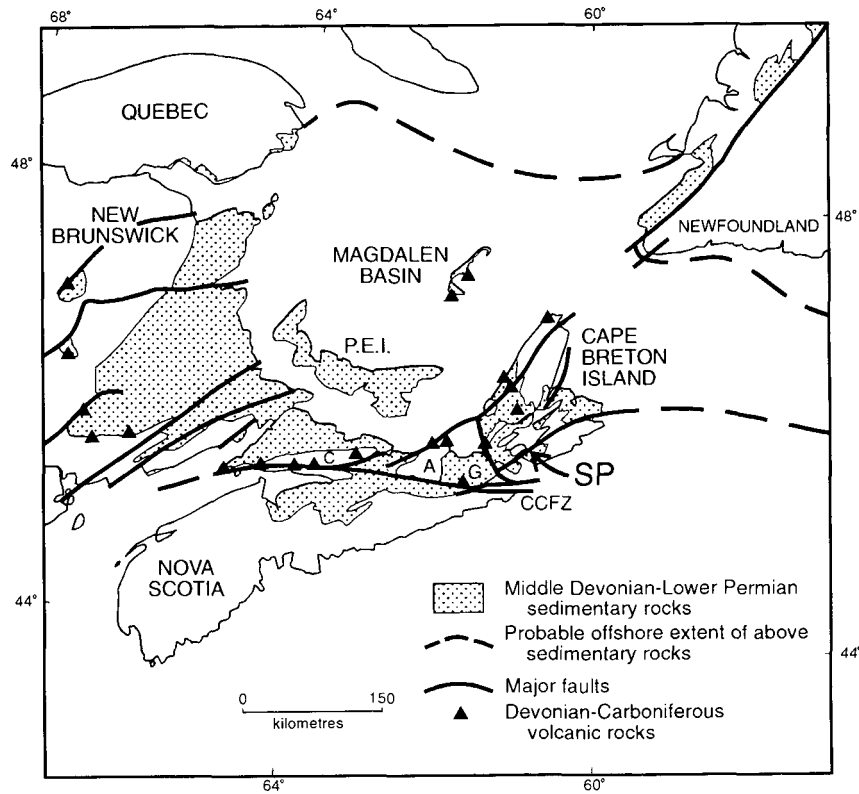 68°
64°
60°
QUEBEC
48°
48°
NEW
BRUNSWICK
NEWFOUNDLAND
MAGDALEN
BASIN
P.E.I.
CAPE
BRETON
ISLAND
C
A
G
SP
CCFZ
NOVA
SCOTIA
44°
44°
Middle Devonian-Lower Permian
sedimentary rocks
Probable offshore extent of above
sedimentary rocks
Major faults
Devonian-Carboniferous
volcanic rocks
0 150
kilometres
64°
60°